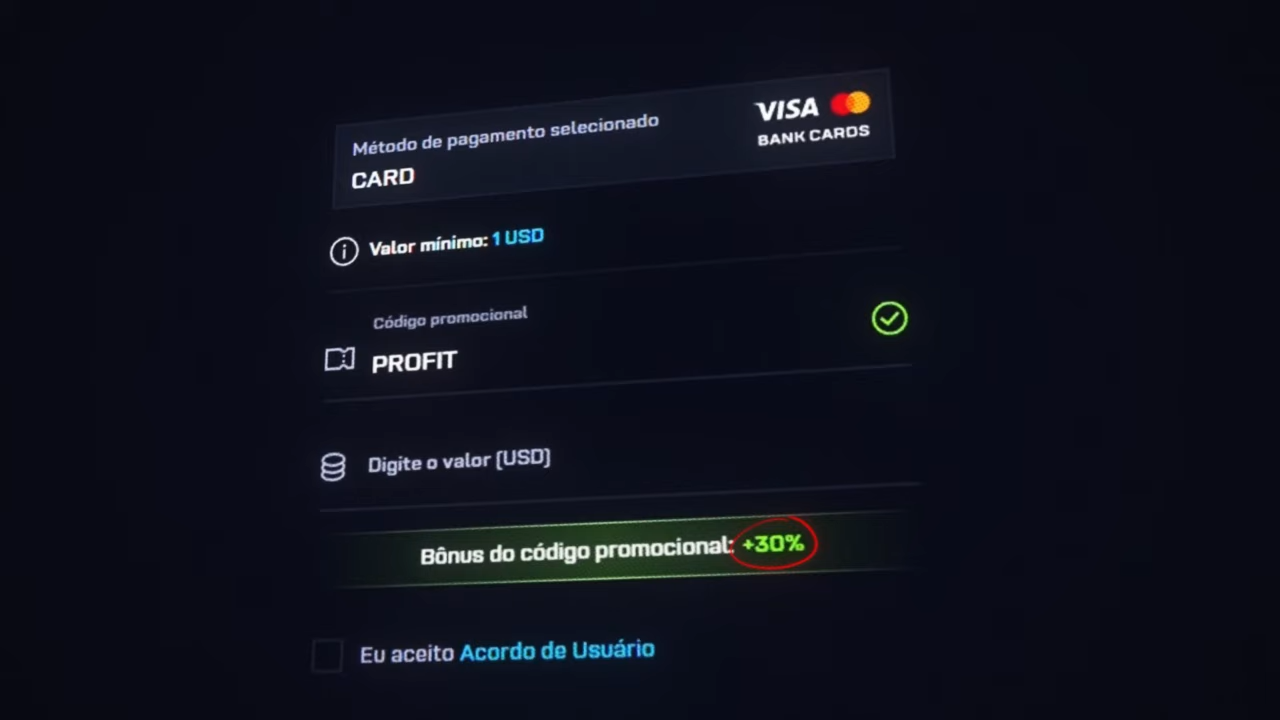 Método de pagamento selecionado
CARD
VISA
BANK CARDS
Valor mínimo: 1 USD
Código promocional
PROFIT
Digite o valor (USD)
Bônus do código promocional: +30%
Eu aceito Acordo de Usuário